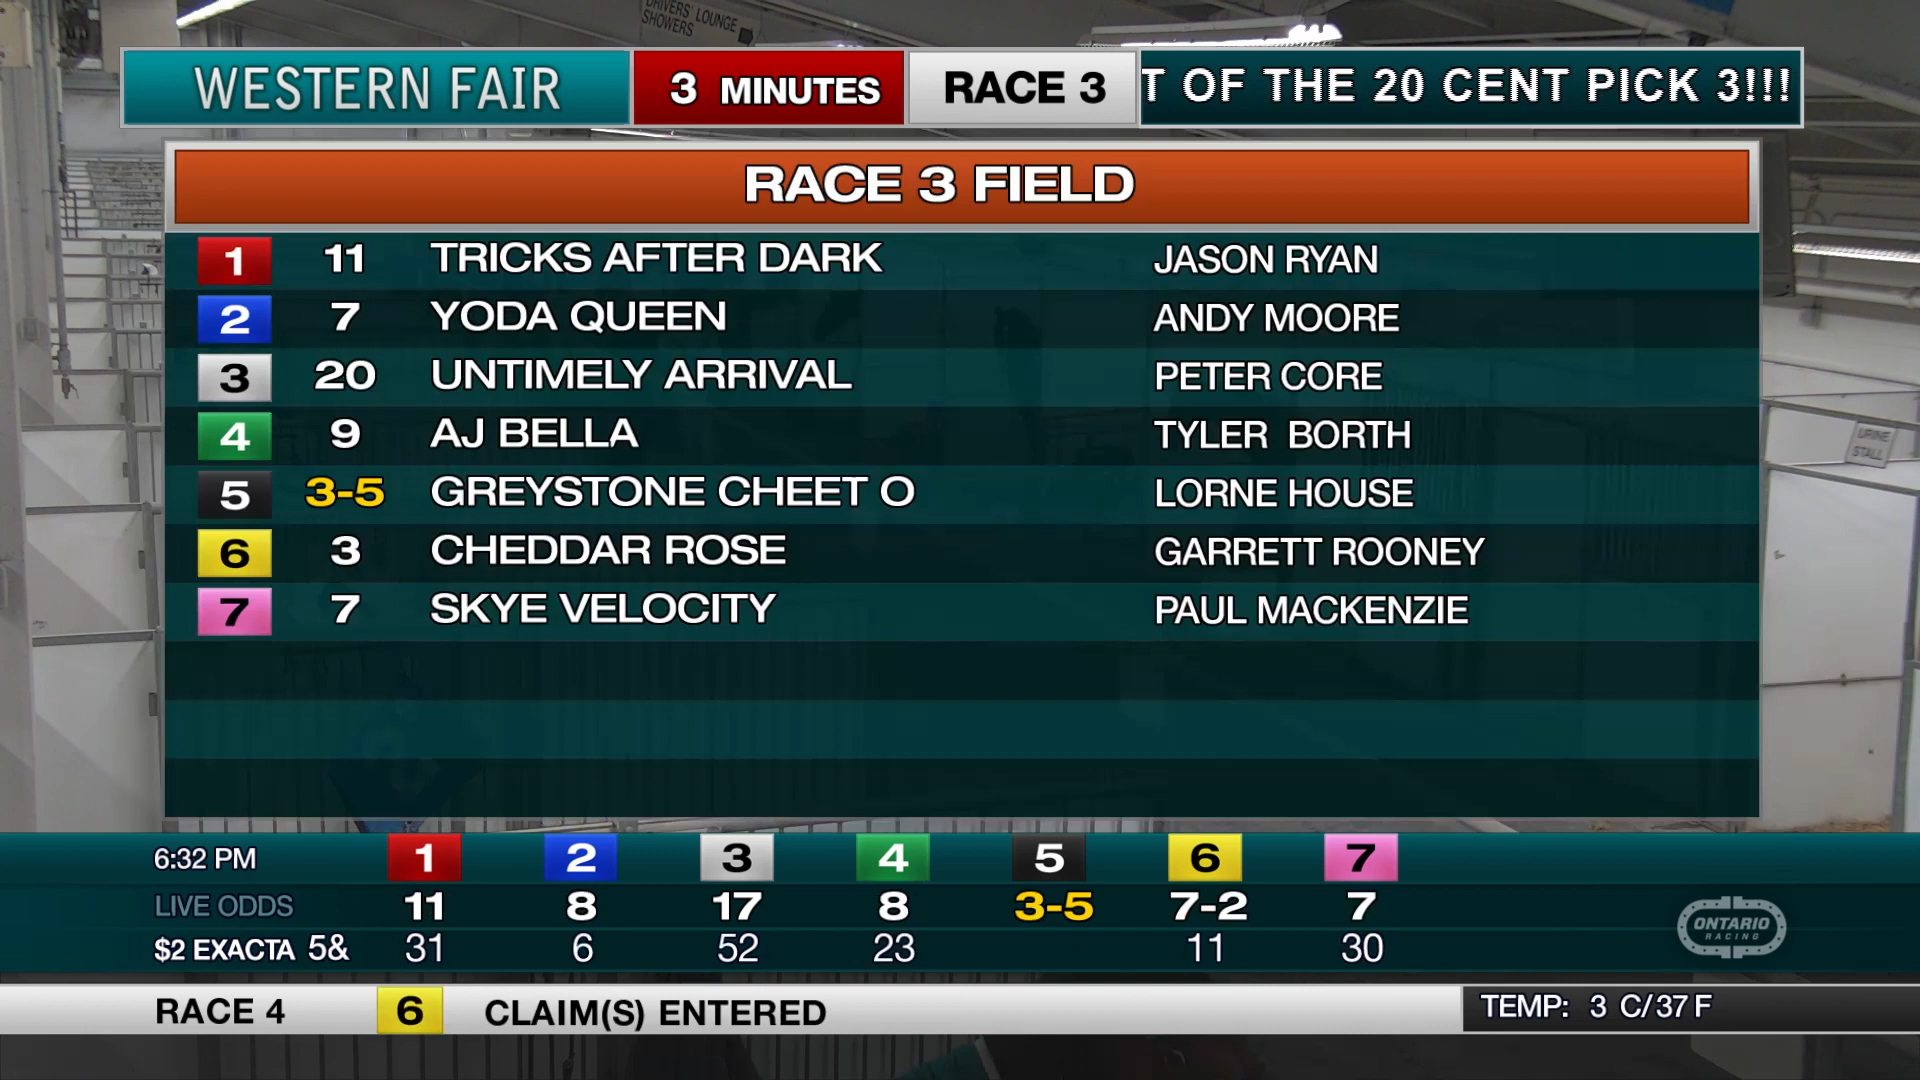 DRIVERS' LOUNGE
SHOWERS
WESTERN FAIR 3 MINUTES RACE 3 T OF THE 20 CENT PICK 3!!!
RACE 3 FIELD
1 11 TRICKS AFTER DARK JASON RYAN
2 7 YODA QUEEN ANDY MOORE
3 20 UNTIMELY ARRIVAL PETER CORE
4 9 AJ BELLA TYLER BORTH
5 3-5 GREYSTONE CHEET O LORNE HOUSE
6 3 CHEDDAR ROSE GARRETT ROONEY
7 7 SKYE VELOCITY PAUL MACKENZIE
URINE
STALL
6:32 PM 1 2 3 4 5 6 7
LIVE ODDS 11 8 17 8 3-5 7-2 7
$2 EXACTA 5& 31 6 52 23 11 30
ONTARIO
RACING
RACE 4 6 CLAIM(S) ENTERED TEMP: 3 C/37 F